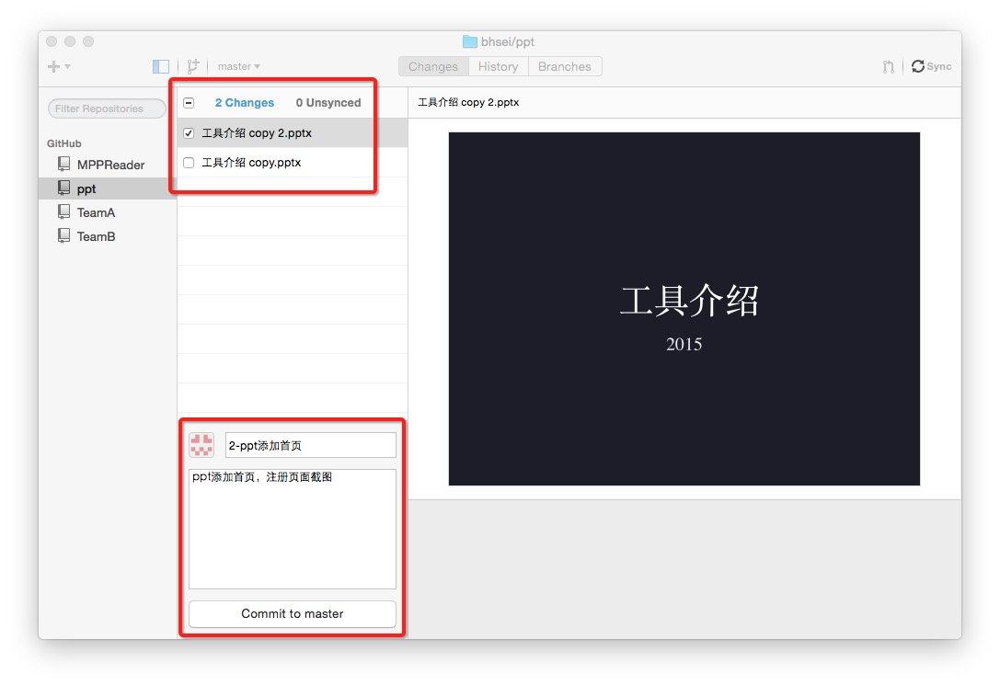 bhsei/ppt
master
Changes
History
Branches
Sync
Filter Repositories
2 Changes
0 Unsynced
工具介绍 copy 2.pptx
GitHub
工具介绍 copy 2.pptx
MPPReader
工具介绍 copy.pptx
ppt
TeamA
TeamB
工具介绍
2015
2-ppt添加首页
ppt添加首页，注册页面截图
Commit to master